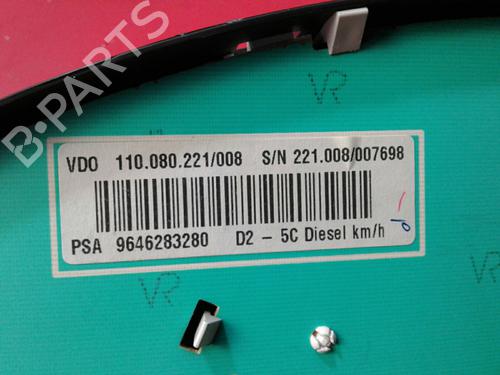 VR
VDO 110.080.221/008 S/N 221.008/007698
PSA 9646283280 D2 - 5C Diesel km/h
VR
VR
B-PARTS